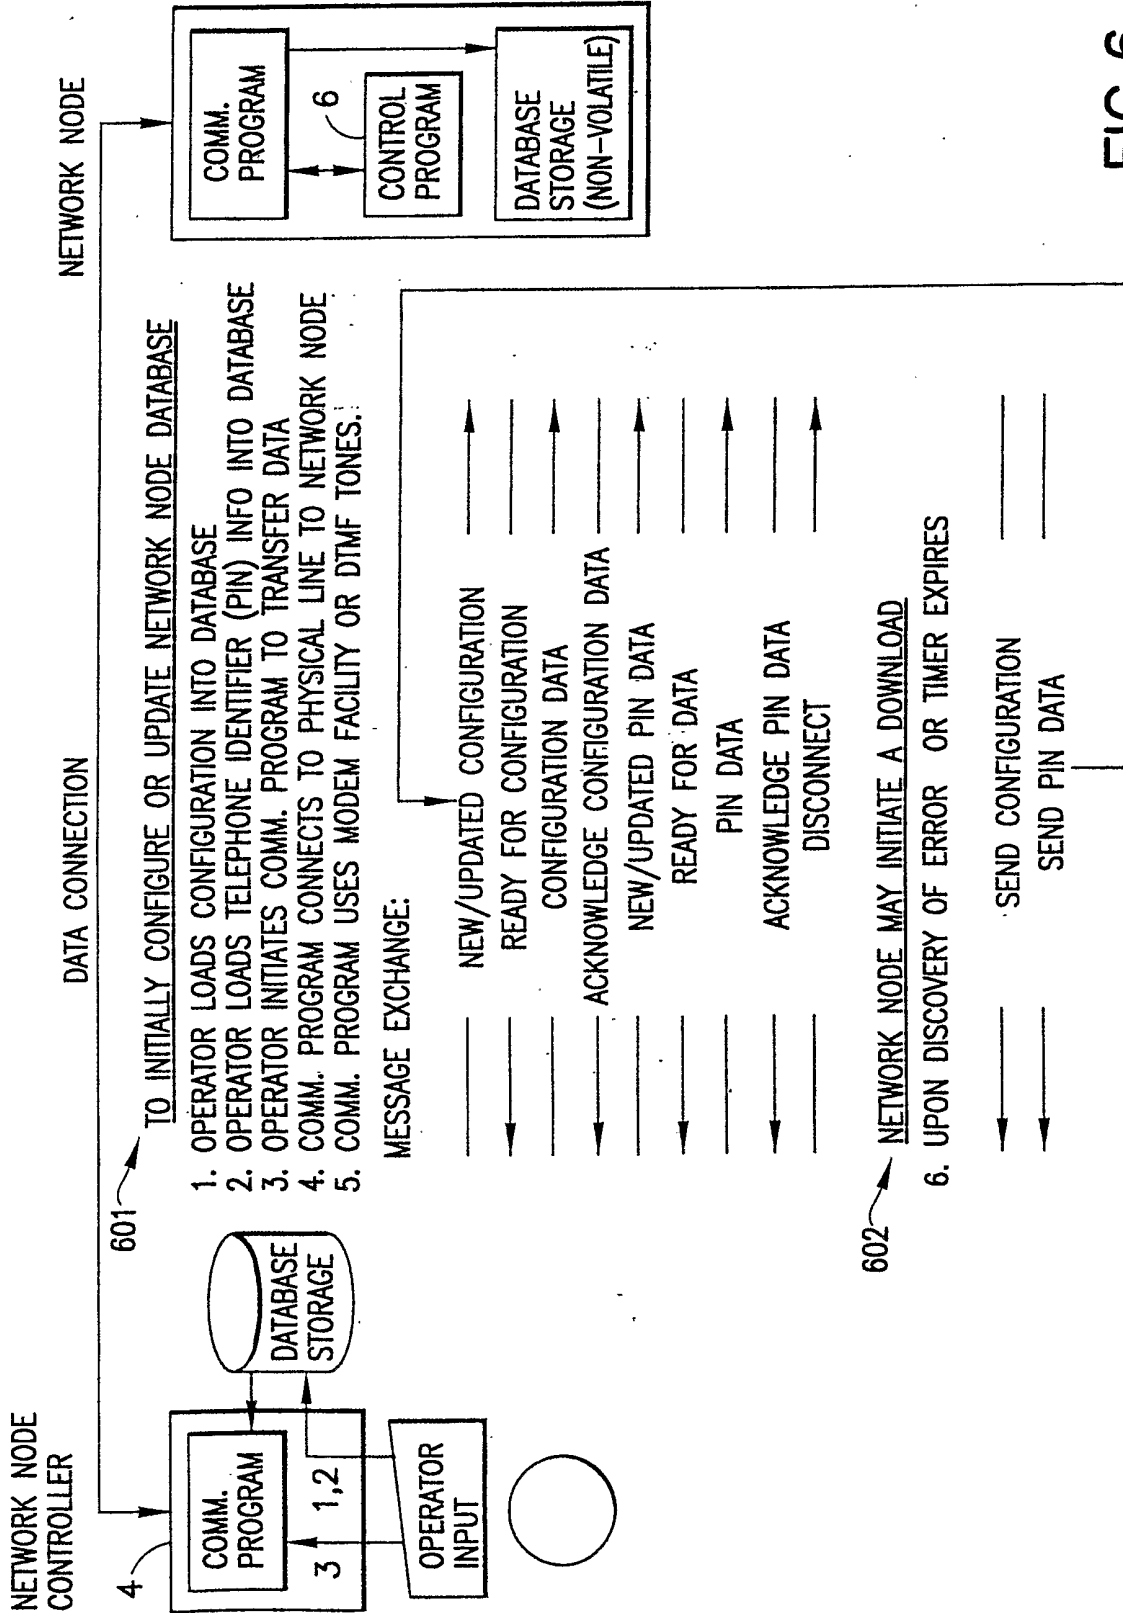 NETWORK NODE
CONTROLLER
DATA CONNECTION
NETWORK NODE
4
COMM.
PROGRAM
3
1,2
OPERATOR
INPUT
DATABASE
STORAGE
601
TO INITIALLY CONFIGURE OR UPDATE NETWORK NODE DATABASE
1. OPERATOR LOADS CONFIGURATION INTO DATABASE
2. OPERATOR LOADS TELEPHONE IDENTIFIER (PIN) INFO INTO DATABASE
3. OPERATOR INITIATES COMM. PROGRAM TO TRANSFER DATA
4. COMM. PROGRAM CONNECTS TO PHYSICAL LINE TO NETWORK NODE
5. COMM. PROGRAM USES MODEM FACILITY OR DTMF TONES.
MESSAGE EXCHANGE:
NEW/UPDATED CONFIGURATION
READY FOR CONFIGURATION
CONFIGURATION DATA
ACKNOWLEDGE CONFIGURATION DATA
NEW/UPDATED PIN DATA
READY FOR DATA
PIN DATA
ACKNOWLEDGE PIN DATA
DISCONNECT
602
NETWORK NODE MAY INITIATE A DOWNLOAD
6. UPON DISCOVERY OF ERROR OR TIMER EXPIRES
SEND CONFIGURATION
SEND PIN DATA
COMM.
PROGRAM
6
CONTROL
PROGRAM
DATABASE
STORAGE
(NON-VOLATILE)
FIG. 6